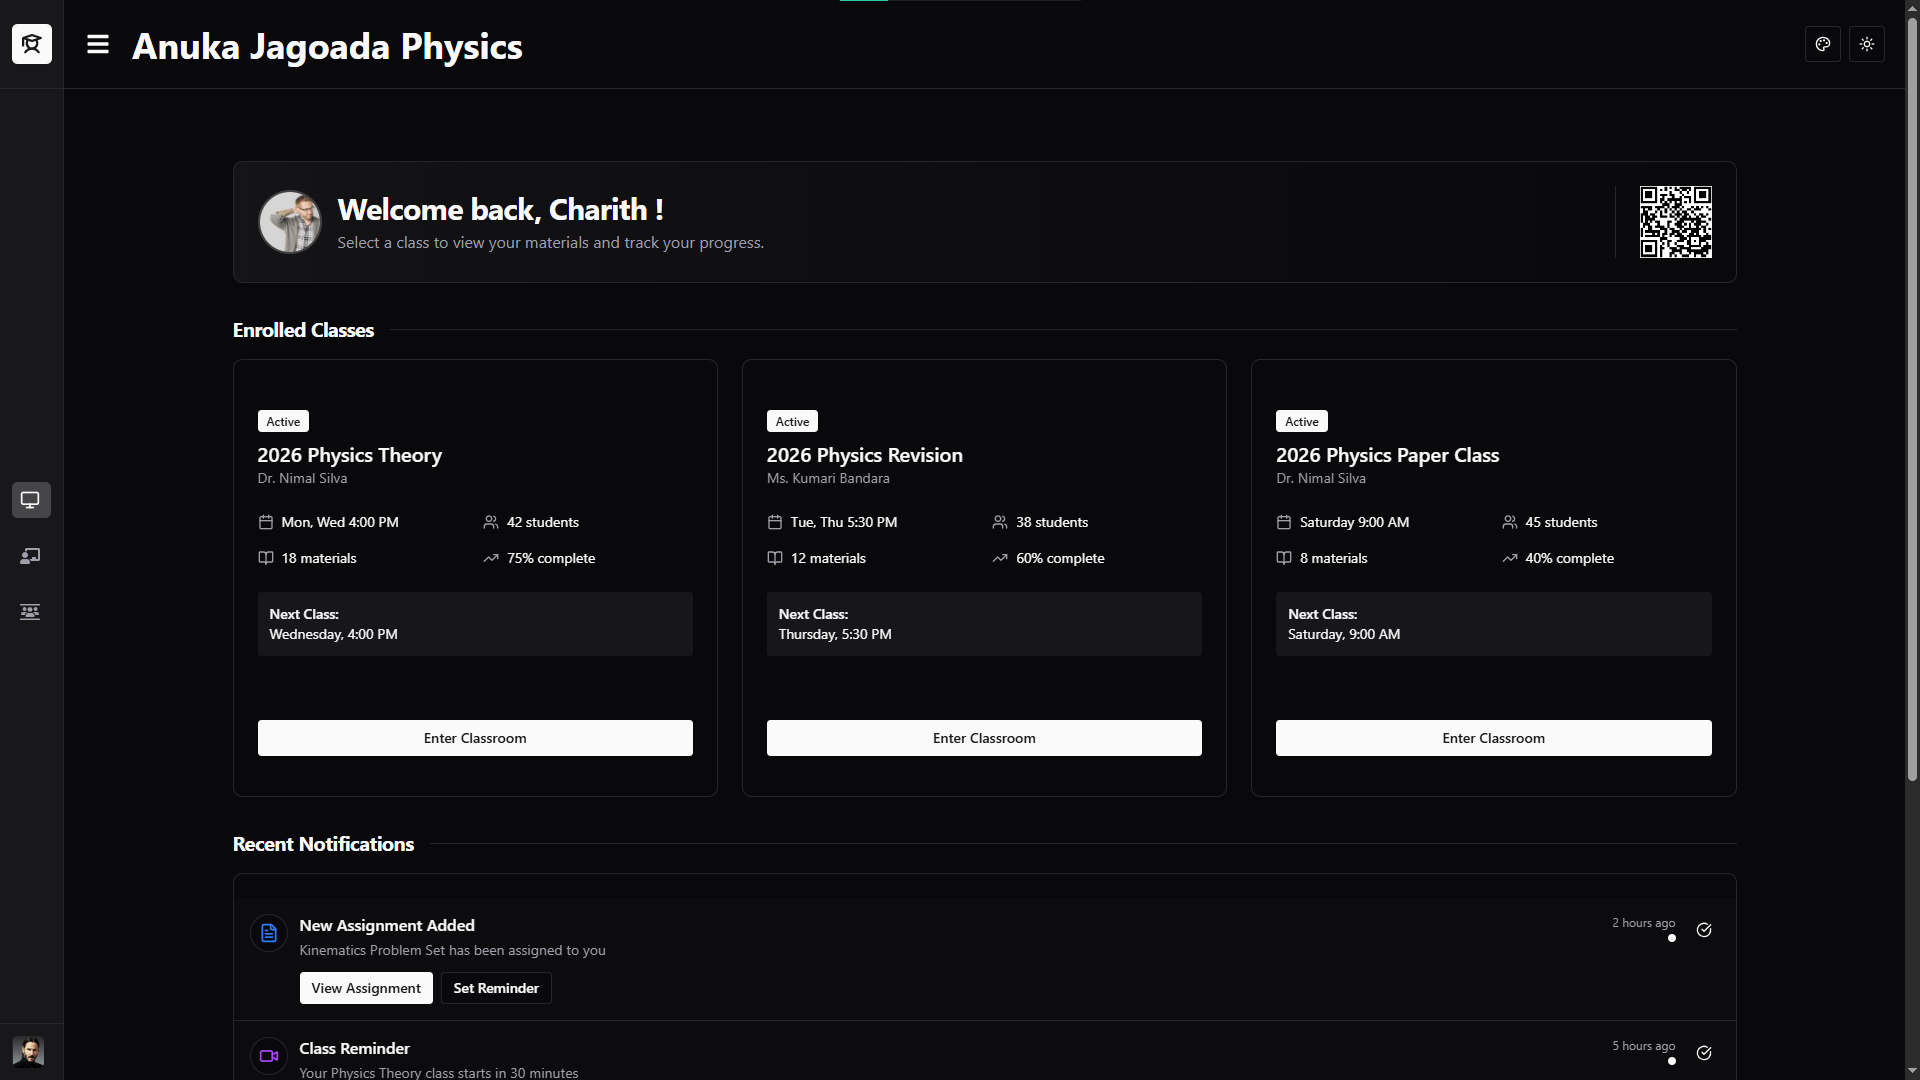 Anuka Jagoada Physics
Welcome back, Charith !
Select a class to view your materials and track your progress.
Enrolled Classes
Active
2026 Physics Theory
Dr. Nimal Silva
Mon, Wed 4:00 PM
42 students
18 materials
75% complete
Next Class:
Wednesday, 4:00 PM
Enter Classroom
Active
2026 Physics Revision
Ms. Kumari Bandara
Tue, Thu 5:30 PM
38 students
12 materials
60% complete
Next Class:
Thursday, 5:30 PM
Enter Classroom
Active
2026 Physics Paper Class
Dr. Nimal Silva
Saturday 9:00 AM
45 students
8 materials
40% complete
Next Class:
Saturday, 9:00 AM
Enter Classroom
Recent Notifications
New Assignment Added
2 hours ago
Kinematics Problem Set has been assigned to you
View Assignment
Set Reminder
Class Reminder
5 hours ago
Your Physics Theory class starts in 30 minutes